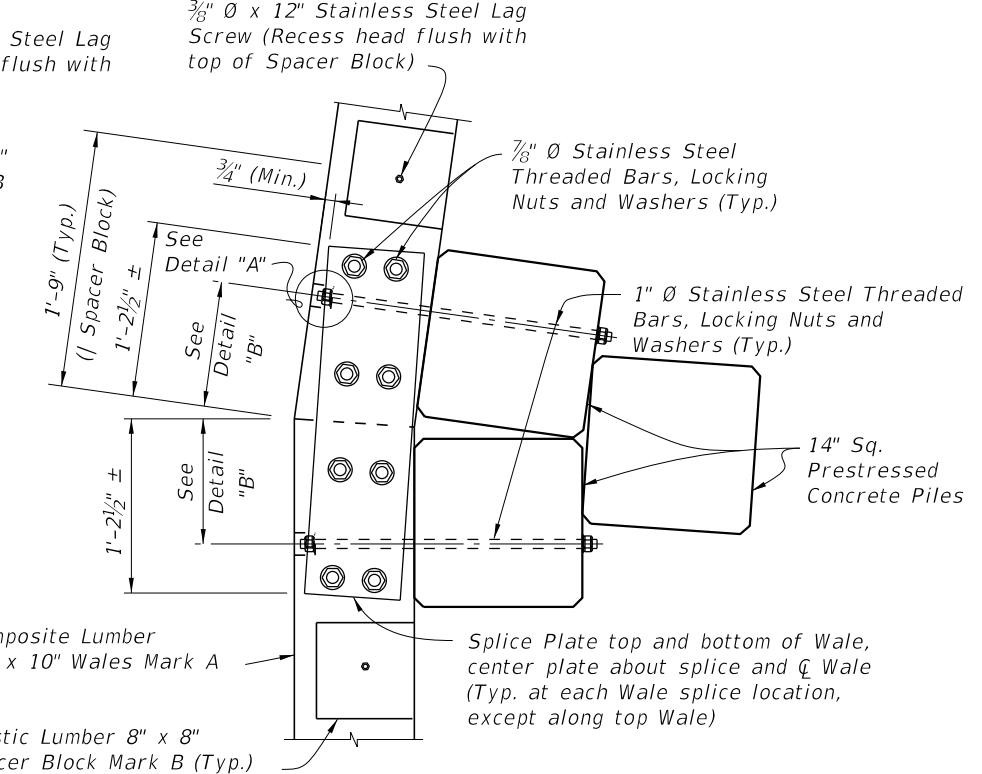 ⅜" Ø x 12" Stainless Steel Lag
Screw (Recess head flush with
top of Spacer Block)
Steel Lag
flush with
"
¾" (Min.)
⅞" Ø Stainless Steel
Threaded Bars, Locking
Nuts and Washers (Typ.)
1'-9" (Typ.)
(| Spacer Block)
1'-2½" ±
See
Detail "A"
See
Detail
"B"
1" Ø Stainless Steel Threaded
Bars, Locking Nuts and
Washers (Typ.)
14" Sq.
Prestressed
Concrete Piles
1'-2½" ±
See
Detail
"B"
mposite Lumber
x 10" Wales Mark A
Splice Plate top and bottom of Wale,
center plate about splice and ℄ Wale
(Typ. at each Wale splice location,
except along top Wale)
stic Lumber 8" x 8"
cer Block Mark B (Typ.)